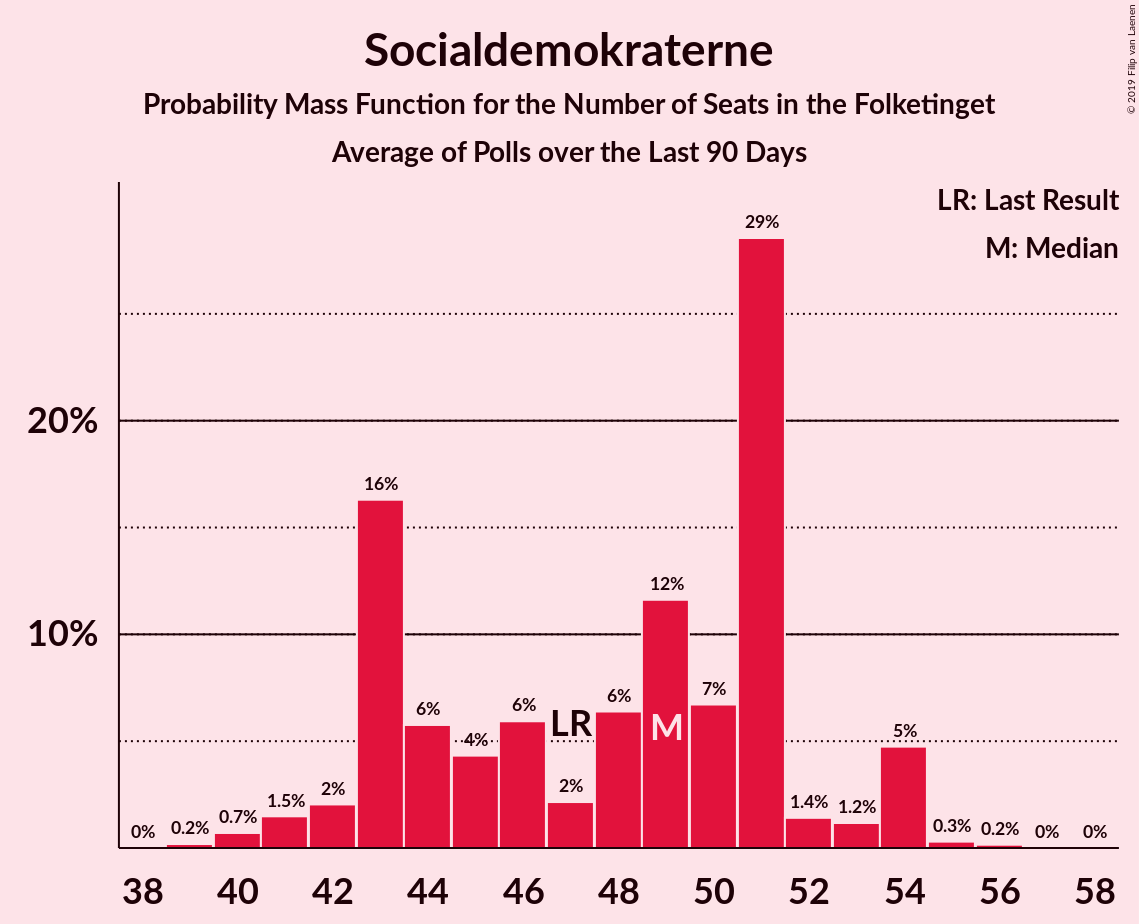 Socialdemokraterne
Probability Mass Function for the Number of Seats in the Folketinget
Average of Polls over the Last 90 Days
© 2019 Filip van Laenen
LR: Last Result
M: Median
29%
20%
16%
12%
10%
7%
6%
6%
LR
M
6%
5%
4%
2%
2%
1.5%
1.4%
1.2%
0.7%
0.3%
0.2%
0.2%
0%
0%
0%
38 40 42 44 46 48 50 52 54 56 58